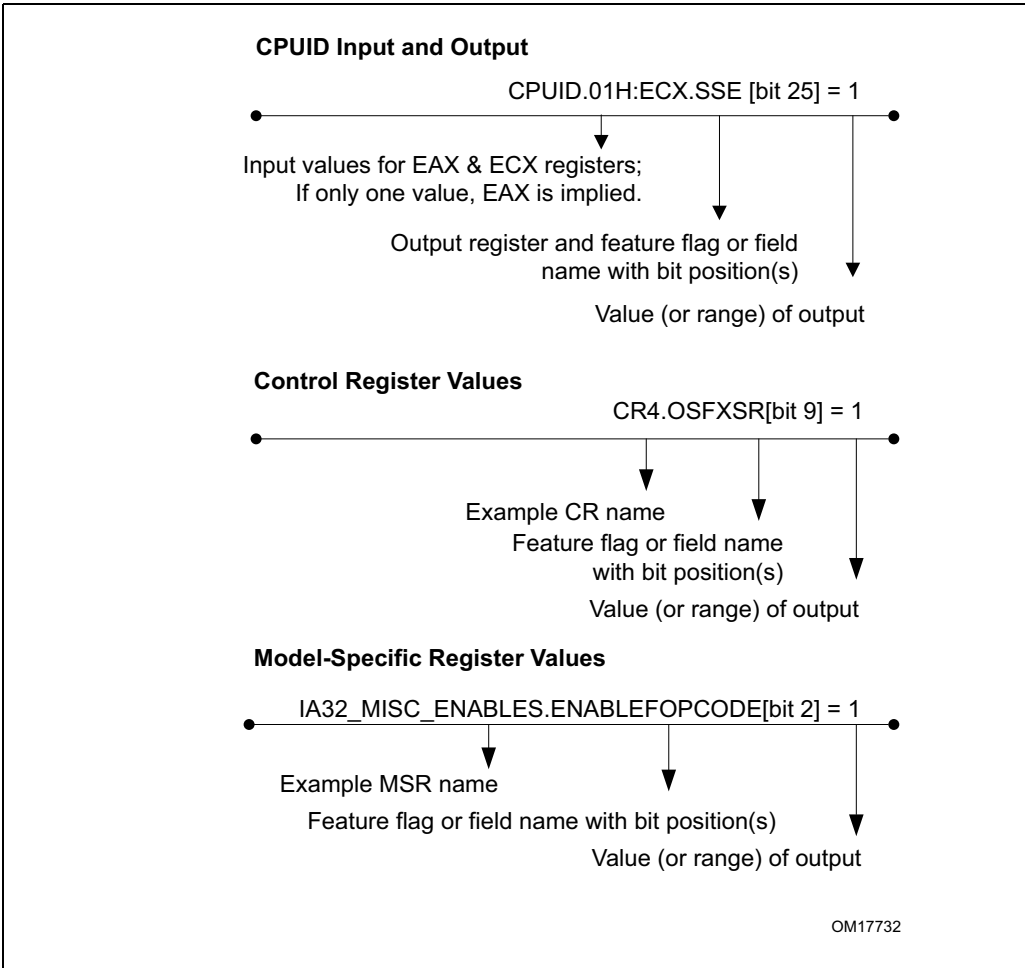 CPUID Input and Output
CPUID.01H:ECX.SSE [bit 25] = 1
Input values for EAX & ECX registers;
If only one value, EAX is implied.
Output register and feature flag or field
name with bit position(s)
Value (or range) of output
Control Register Values
CR4.OSFXSR[bit 9] = 1
Example CR name
Feature flag or field name
with bit position(s)
Value (or range) of output
Model-Specific Register Values
IA32_MISC_ENABLES.ENABLEFOPCODE[bit 2] = 1
Example MSR name
Feature flag or field name with bit position(s)
Value (or range) of output
OM17732